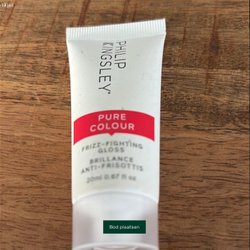 PHILIP
KINGSLEY
PURE
COLOUR
FRIZZ-FIGHTING
GLOSS
BRILLANCE
ANTI-FRISOTTIS
20ml 0.67 fl oz
Bod plaatsen